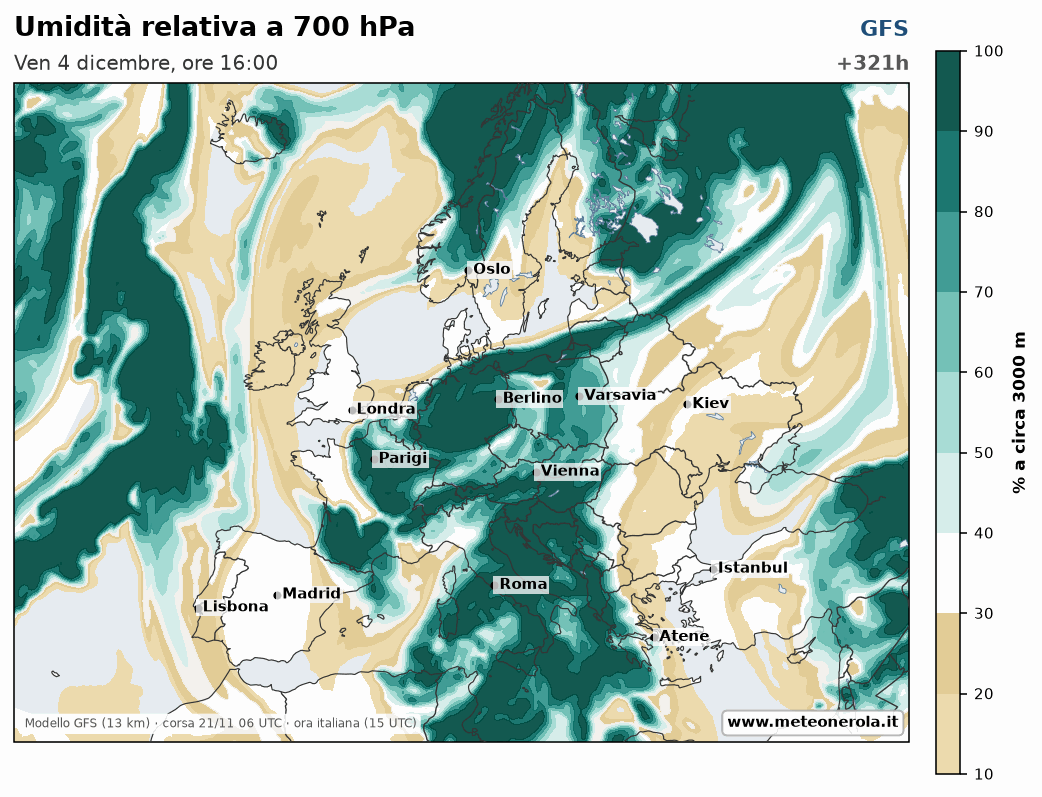 Umidità relativa a 700 hPa
GFS
Ven 4 dicembre, ore 16:00
+321h
100
90
80
70
60
50
40
30
20
10
% a circa 3000 m
Oslo
Berlino
Varsavia
Kiev
Londra
Parigi
Vienna
Roma
Istanbul
Madrid
Lisbona
Atene
Modello GFS (13 km) · corsa 21/11 06 UTC · ora italiana (15 UTC)
www.meteonerola.it